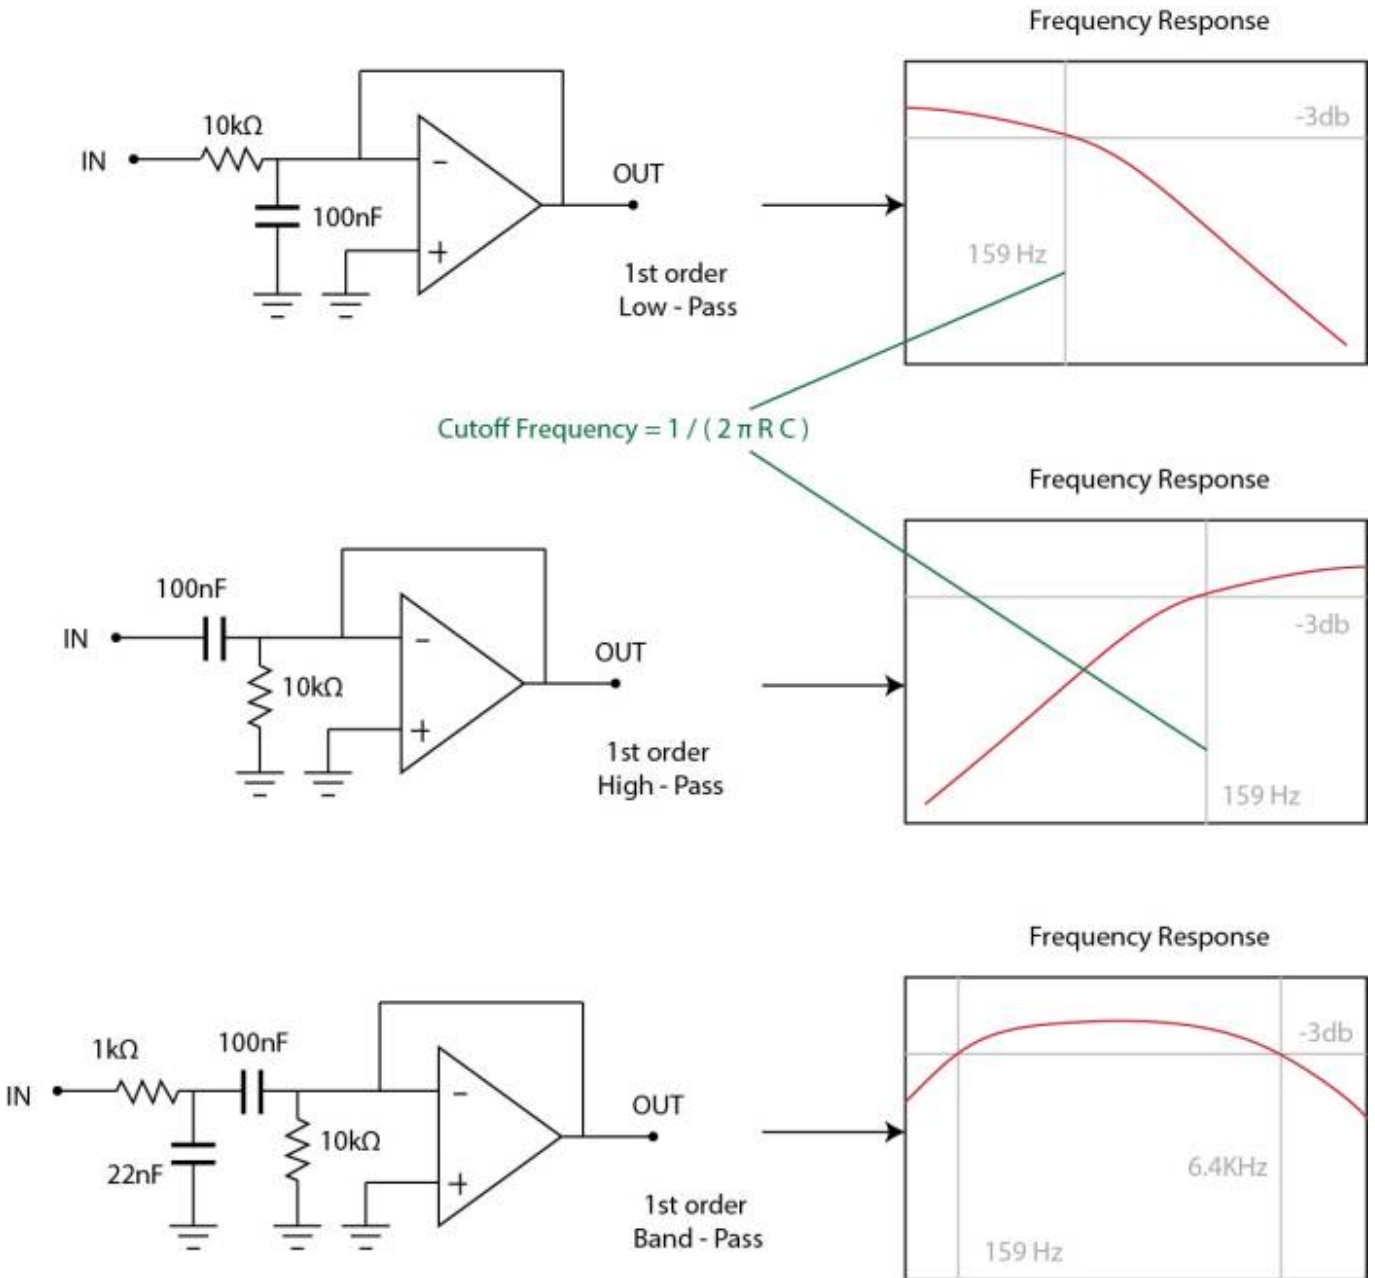 Frequency Response
10kΩ
IN
100nF
−
+
OUT
1st order
Low - Pass
-3db
159 Hz
Cutoff Frequency = 1 / ( 2 π R C )
Frequency Response
100nF
IN
10kΩ
−
+
OUT
1st order
High - Pass
-3db
159 Hz
Frequency Response
1kΩ
100nF
IN
22nF
10kΩ
−
+
OUT
1st order
Band - Pass
-3db
6.4KHz
159 Hz